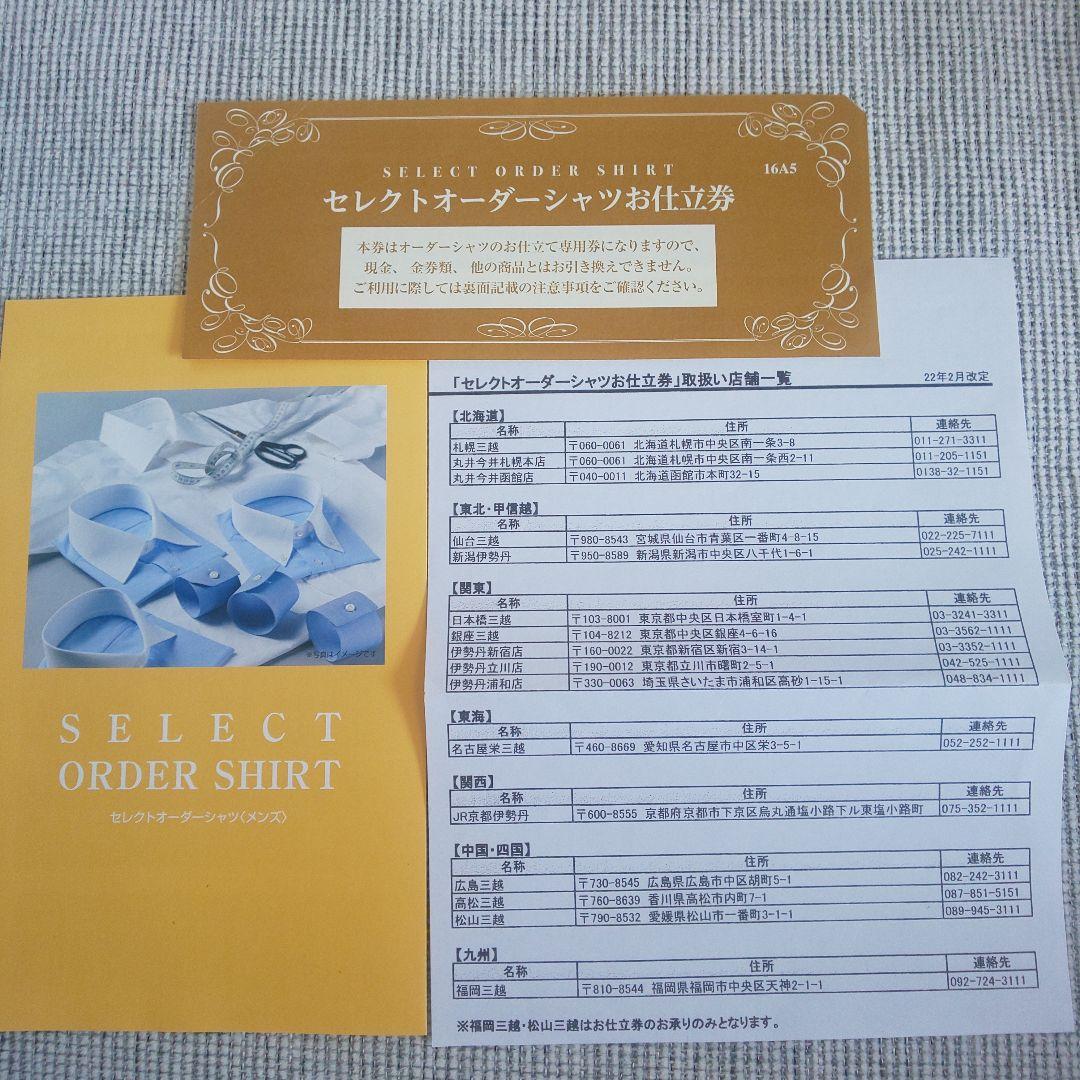 SELECT ORDER SHIRT
16A5
セレクトオーダーシャツお仕立券
本券はオーダーシャツのお仕立て専用券になりますので、
現金、金券類、他の商品とはお引き換えできません。
ご利用に際しては裏面記載の注意事項をご確認ください。
※写真はイメージです
SELECT
ORDER SHIRT
セレクトオーダーシャツ〈メンズ〉
「セレクトオーダーシャツお仕立券」取扱い店舗一覧 22年2月改定
【北海道】
名称 住所 連絡先
札幌三越 〒060-0061 北海道札幌市中央区南一条3-8 011-271-3311
丸井今井札幌本店 〒060-0061 北海道札幌市中央区南一条西2-11 011-205-1151
丸井今井函館店 〒040-0011 北海道函館市本町32-15 0138-32-1151
【東北・甲信越】
名称 住所 連絡先
仙台三越 〒980-8543 宮城県仙台市青葉区一番町4-8-15 022-225-7111
新潟伊勢丹 〒950-8589 新潟県新潟市中央区八千代1-6-1 025-242-1111
【関東】
名称 住所 連絡先
日本橋三越 〒103-8001 東京都中央区日本橋室町1-4-1 03-3241-3311
銀座三越 〒104-8212 東京都中央区銀座4-6-16 03-3562-1111
伊勢丹新宿店 〒160-0022 東京都新宿区新宿3-14-1 03-3352-1111
伊勢丹立川店 〒190-0012 東京都立川市曙町2-5-1 042-525-1111
伊勢丹浦和店 〒330-0063 埼玉県さいたま市浦和区高砂1-15-1 048-834-1111
【東海】
名称 住所 連絡先
名古屋栄三越 〒460-8669 愛知県名古屋市中区栄3-5-1 052-252-1111
【関西】
名称 住所 連絡先
JR京都伊勢丹 〒600-8555 京都府京都市下京区烏丸通塩小路下ル東塩小路町 075-352-1111
【中国・四国】
名称 住所 連絡先
広島三越 〒730-8545 広島県広島市中区胡町5-1 082-242-3111
高松三越 〒760-8639 香川県高松市内町7-1 087-851-5151
松山三越 〒790-8532 愛媛県松山市一番町3-1-1 089-945-3111
【九州】
名称 住所 連絡先
福岡三越 〒810-8544 福岡県福岡市中央区天神2-1-1 092-724-3111
※福岡三越・松山三越はお仕立券のお承りのみとなります。